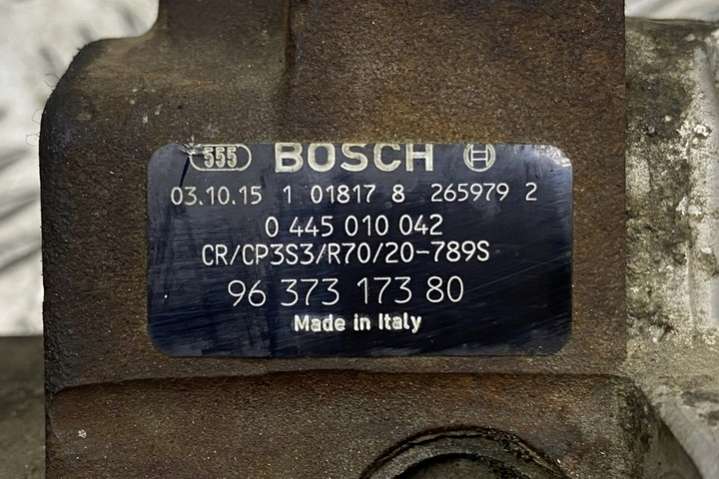 555 BOSCH
03.10.15 1 01817 8 265979 2
0 445 010 042
CR/CP3S3/R70/20-789S
96 373 173 80
Made in Italy